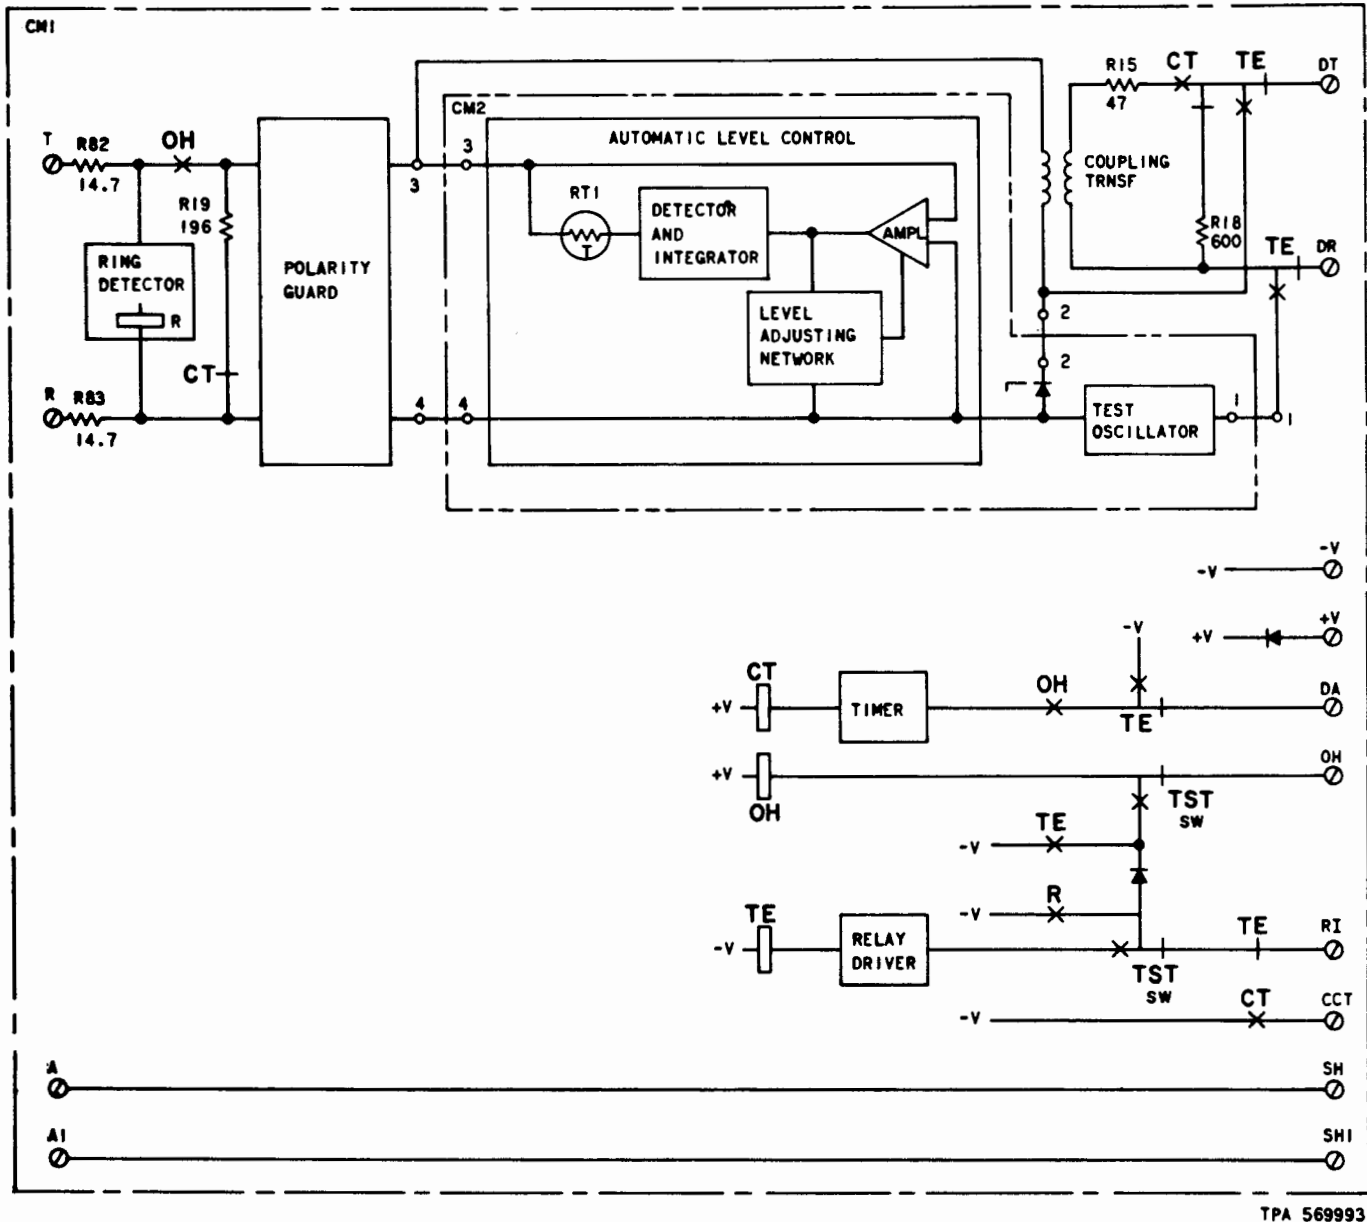 CM1
T
R82
14.7
OH
R19
196
RING
DETECTOR
R
CT
R
R83
14.7
POLARITY
GUARD
3
3
4
4
CM2
AUTOMATIC LEVEL CONTROL
RT1
T
DETECTOR
AND
INTEGRATOR
AMPL
LEVEL
ADJUSTING
NETWORK
R15
47
CT
TE
DT
COUPLING
TRNSF
R18
600
TE
DR
2
2
TEST
OSCILLATOR
1
1
-V
-V
+V
+V
-V
CT
+V
TIMER
OH
TE
DA
+V
OH
OH
TST
SW
TE
-V
R
-V
TE
-V
RELAY
DRIVER
TST
SW
TE
RI
-V
CT
CCT
A
SH
A1
SH1
TPA 569993